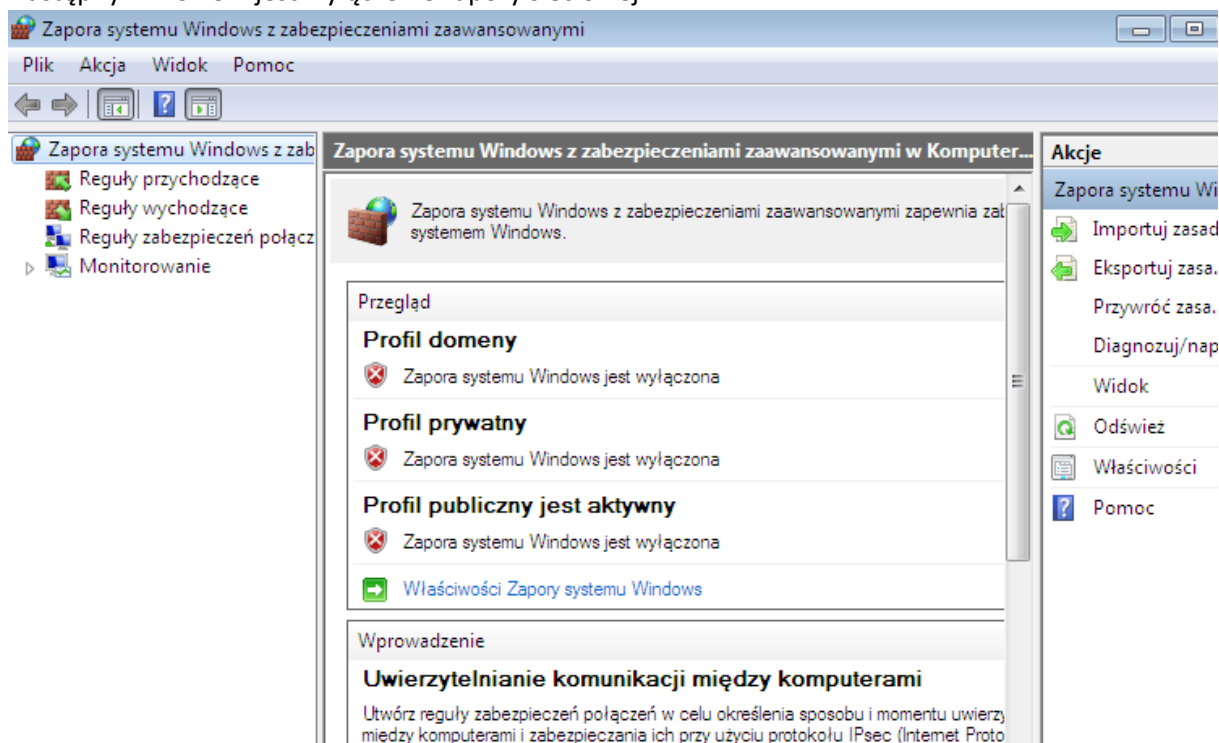 Zapora systemu Windows z zabezpieczeniami zaawansowanymi
Plik Akcja Widok Pomoc
Zapora systemu Windows z zab
Reguły przychodzące
Reguły wychodzące
Reguły zabezpieczeń połącz
Monitorowanie
Zapora systemu Windows z zabezpieczeniami zaawansowanymi w Komputer...
Zapora systemu Windows z zabezpieczeniami zaawansowanymi zapewnia zab
systemem Windows.
Przegląd
Profil domeny
Zapora systemu Windows jest wyłączona
Profil prywatny
Zapora systemu Windows jest wyłączona
Profil publiczny jest aktywny
Zapora systemu Windows jest wyłączona
Właściwości Zapory systemu Windows
Wprowadzenie
Uwierzytelnianie komunikacji między komputerami
Utwórz reguły zabezpieczeń połączeń w celu określenia sposobu i momentu uwierzy
między komputerami i zabezpieczania ich przy użyciu protokołu IPsec (Internet Proto
Akcje
Zapora systemu Wi
Importuj zasad
Eksportuj zasa.
Przywróć zasa.
Diagnozuj/nap
Widok
Odśwież
Właściwości
Pomoc